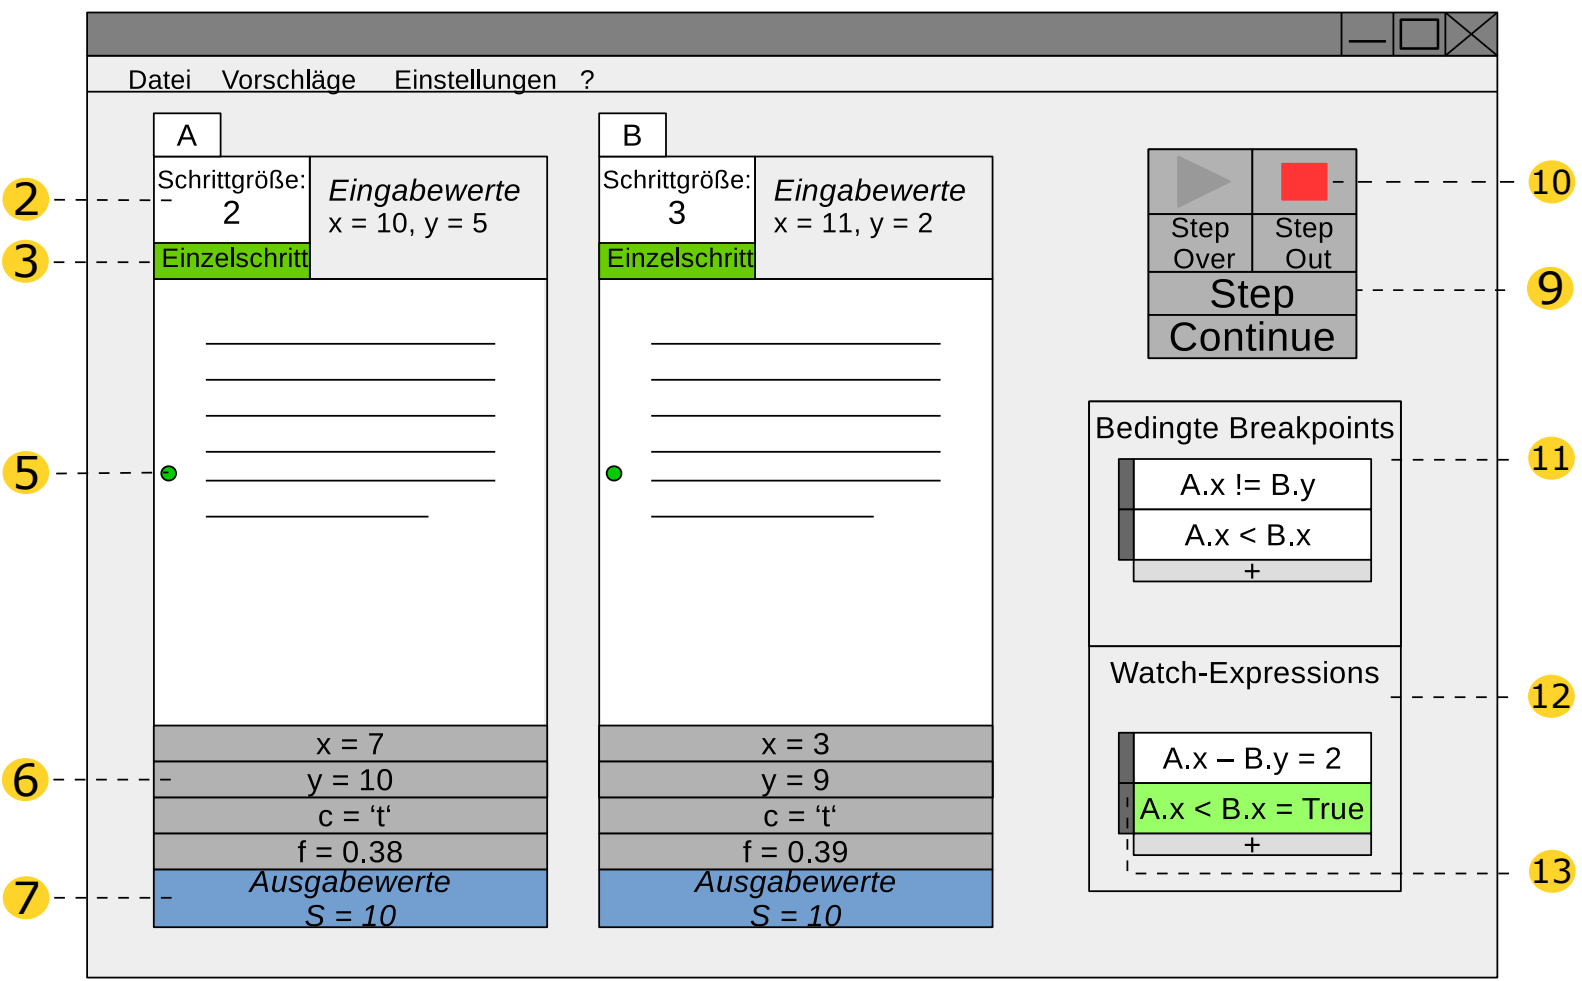 Datei Vorschläge Einstellungen ?
A
Schrittgröße:
2
Einzelschritt
Eingabewerte
x = 10, y = 5
x = 7
y = 10
c = ‘t‘
f = 0.38
Ausgabewerte
S = 10
B
Schrittgröße:
3
Einzelschritt
Eingabewerte
x = 11, y = 2
x = 3
y = 9
c = ‘t‘
f = 0.39
Ausgabewerte
S = 10
Step Over
Step Out
Step
Continue
Bedingte Breakpoints
A.x != B.y
A.x < B.x
+
Watch-Expressions
A.x – B.y = 2
A.x < B.x = True
+
2
3
5
6
7
10
9
11
12
13